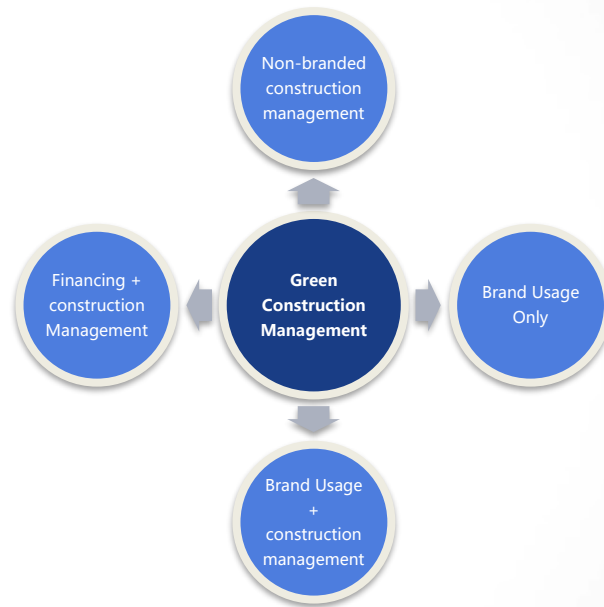 Non-branded
construction
management
Financing +
construction
Management
Green
Construction
Management
Brand Usage
Only
Brand Usage
+
construction
management